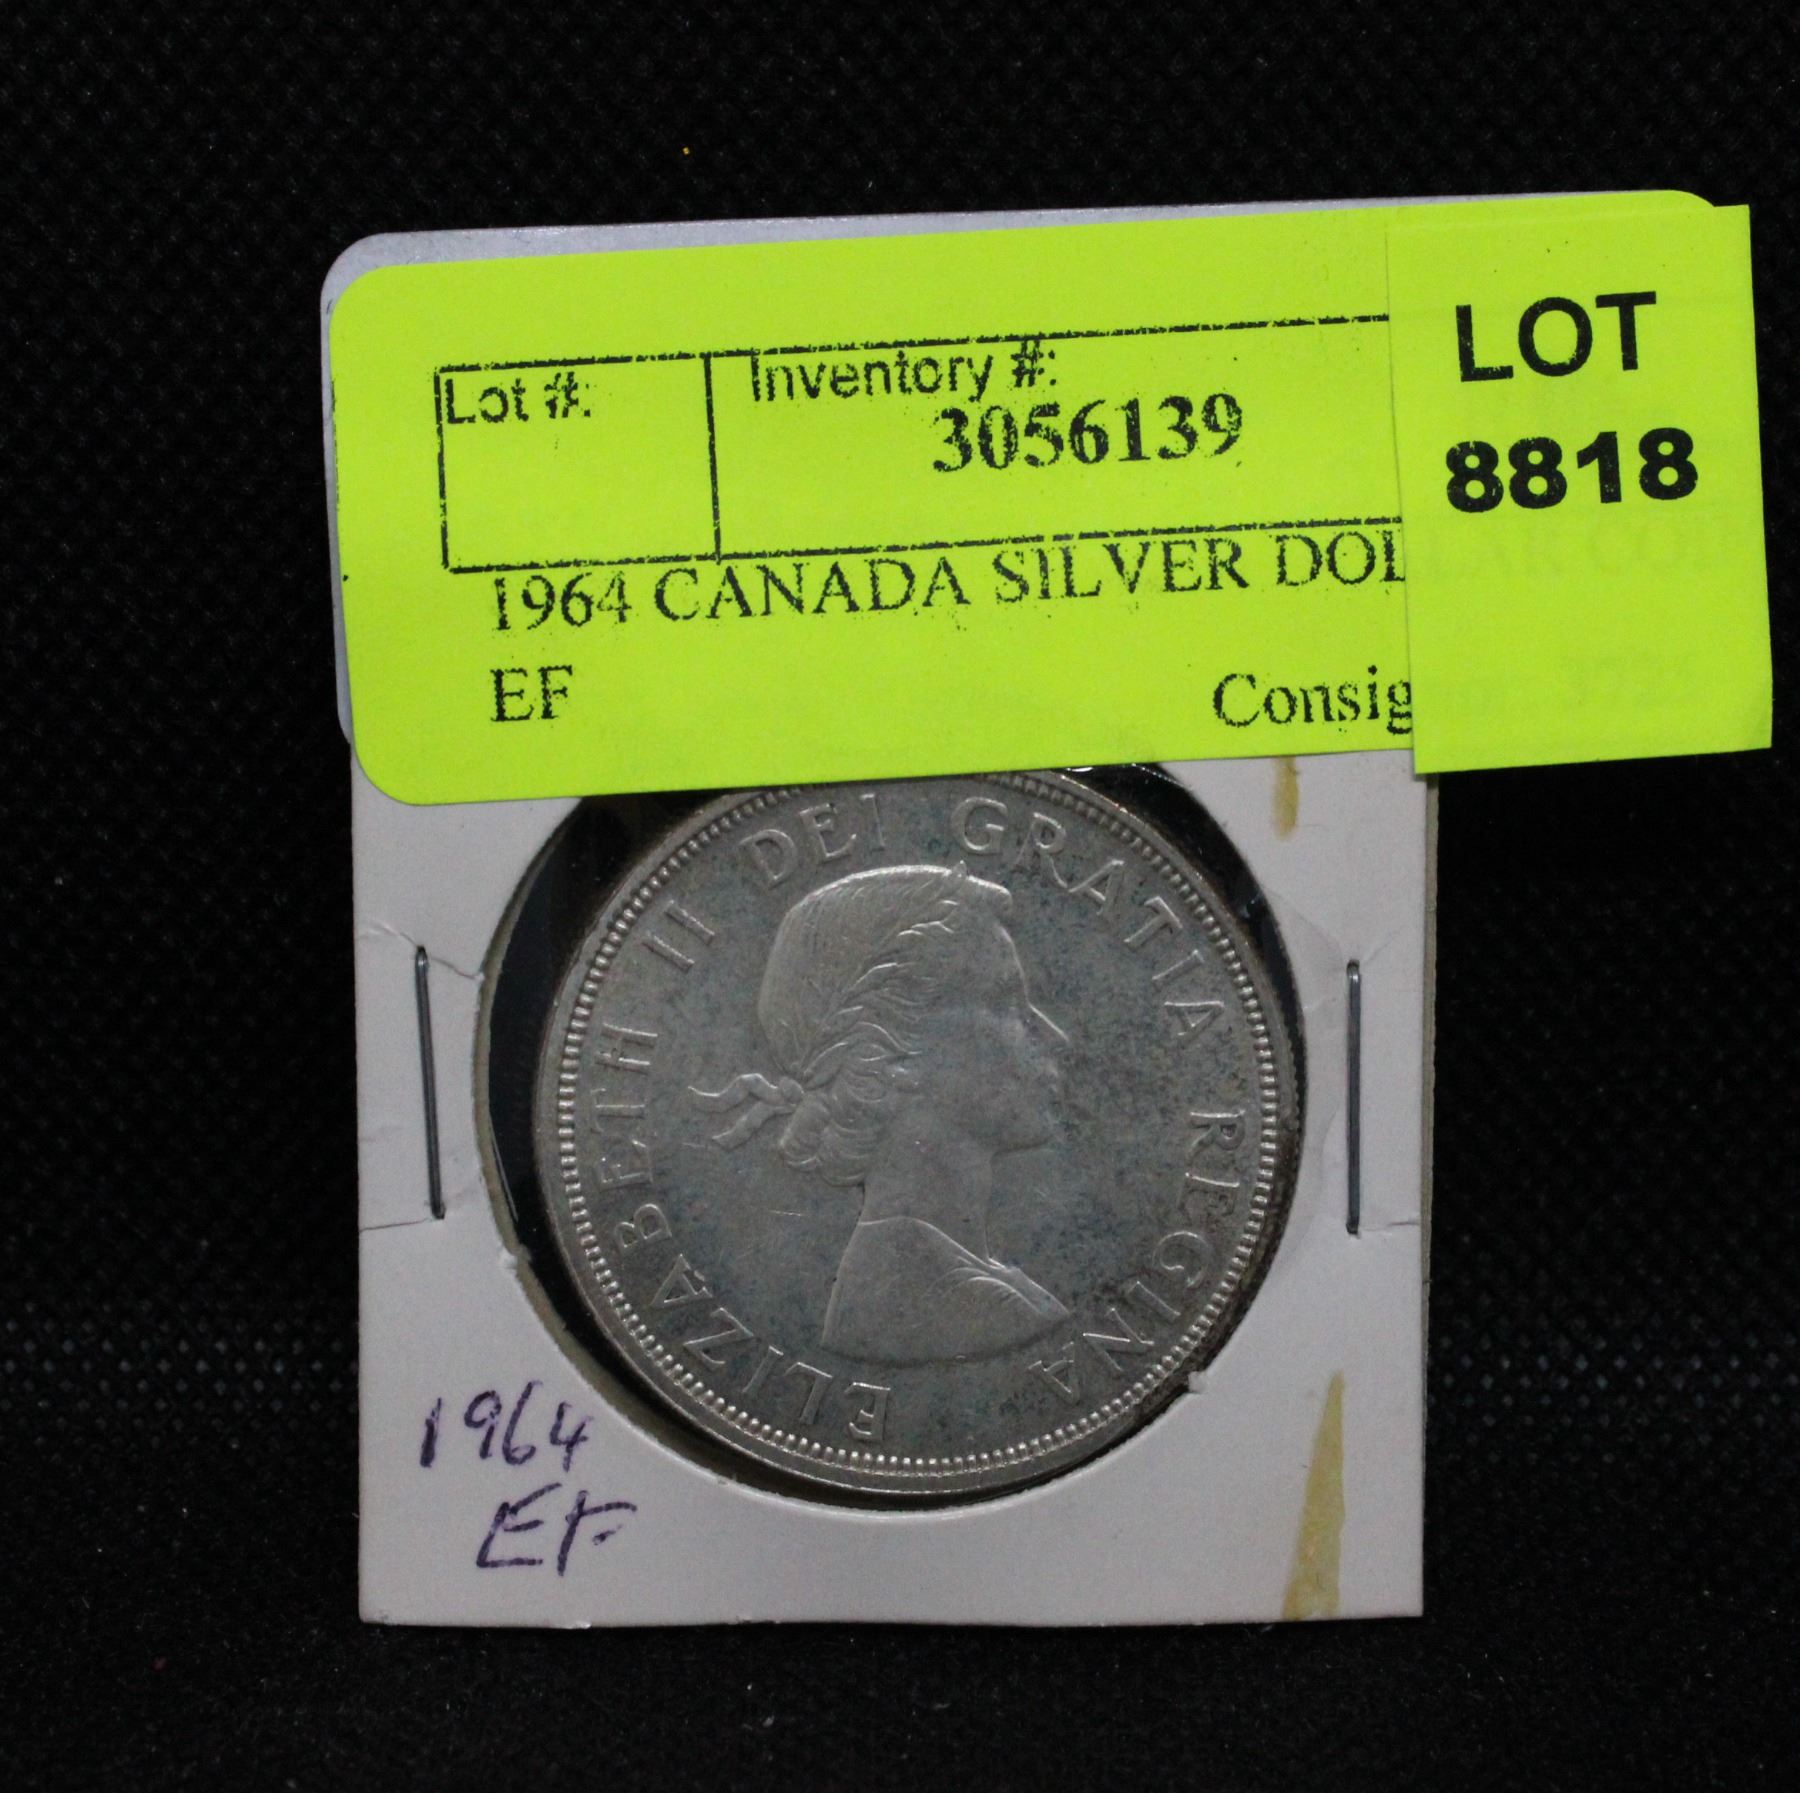 LOT
8818
Lot #:
Inventory #:
3056139
1964 CANADA SILVER DOL
EF
Consig
ELIZABETH II DEI GRATIA REGINA
1964
EF